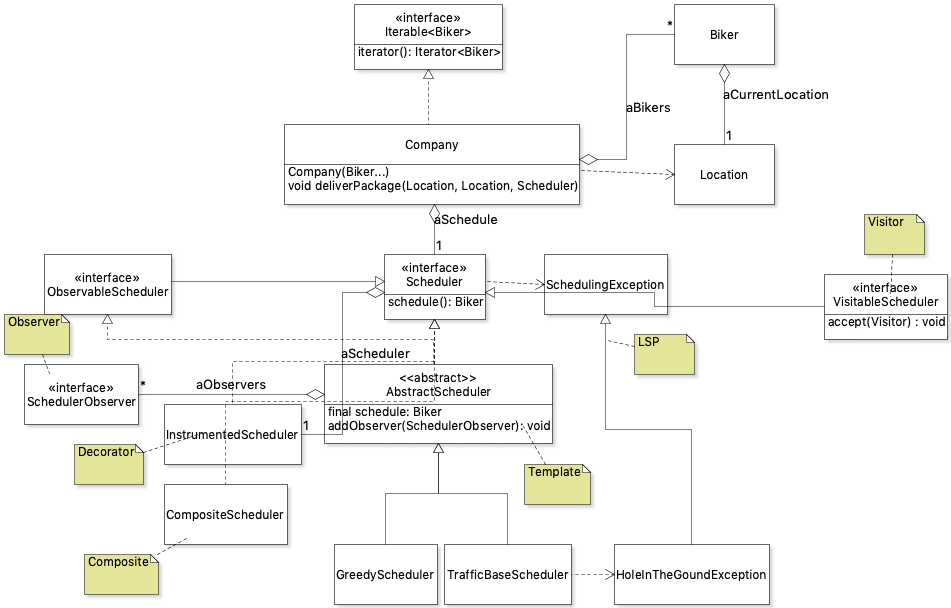 «interface»
Iterable<Biker>
iterator(): Iterator<Biker>
*
Biker
aCurrentLocation
aBikers
1
Company
Company(Biker...)
void deliverPackage(Location, Location, Scheduler)
Location
aSchedule
1
Visitor
«interface»
ObservableScheduler
«interface»
Scheduler
schedule(): Biker
SchedulingException
«interface»
VisitableScheduler
accept(Visitor) : void
Observer
LSP
aScheduler
«interface»
SchedulerObserver
*
aObservers
<<abstract>>
AbstractScheduler
final schedule: Biker
addObserver(SchedulerObserver): void
InstrumentedScheduler
1
Decorator
Template
CompositeScheduler
Composite
GreedyScheduler
TrafficBaseScheduler
HoleInTheGoundException